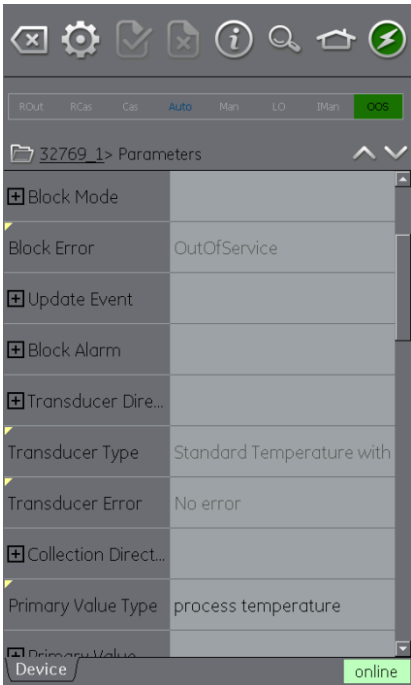 ROut RCas Cas Auto Man LO IMan OOS
32769_1> Parameters
Block Mode
Block Error OutOfService
Update Event
Block Alarm
Transducer Dire...
Transducer Type Standard Temperature with
Transducer Error No error
Collection Direct...
Primary Value Type process temperature
Primary Value
Device online